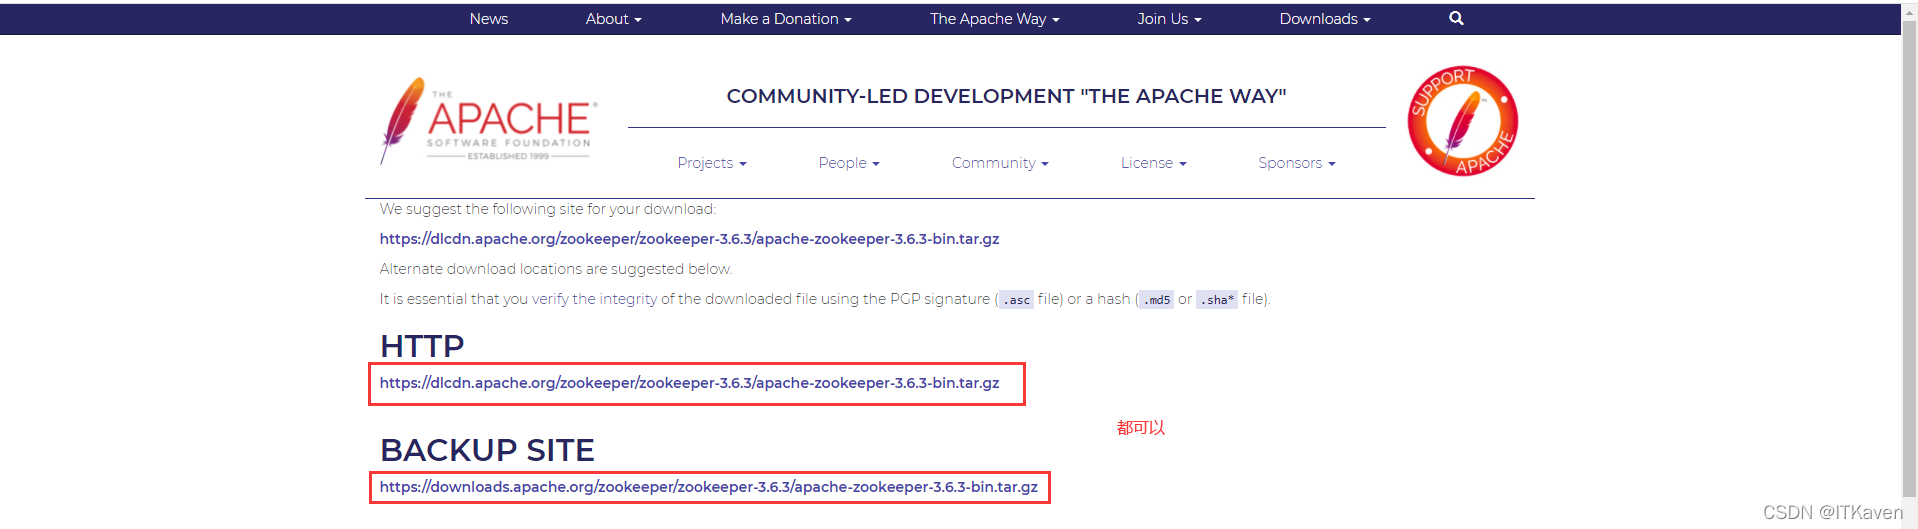 News About Make a Donation The Apache Way Join Us Downloads
THE
APACHE®
SOFTWARE FOUNDATION
ESTABLISHED 1999
COMMUNITY-LED DEVELOPMENT "THE APACHE WAY"
SUPPORT
APACHE
Projects People Community License Sponsors
We suggest the following site for your download:
https://dlcdn.apache.org/zookeeper/zookeeper-3.6.3/apache-zookeeper-3.6.3-bin.tar.gz
Alternate download locations are suggested below.
It is essential that you verify the integrity of the downloaded file using the PGP signature (.asc file) or a hash (.md5 or .sha* file).
HTTP
https://dlcdn.apache.org/zookeeper/zookeeper-3.6.3/apache-zookeeper-3.6.3-bin.tar.gz
都可以
BACKUP SITE
https://downloads.apache.org/zookeeper/zookeeper-3.6.3/apache-zookeeper-3.6.3-bin.tar.gz
CSDN @ITKaven